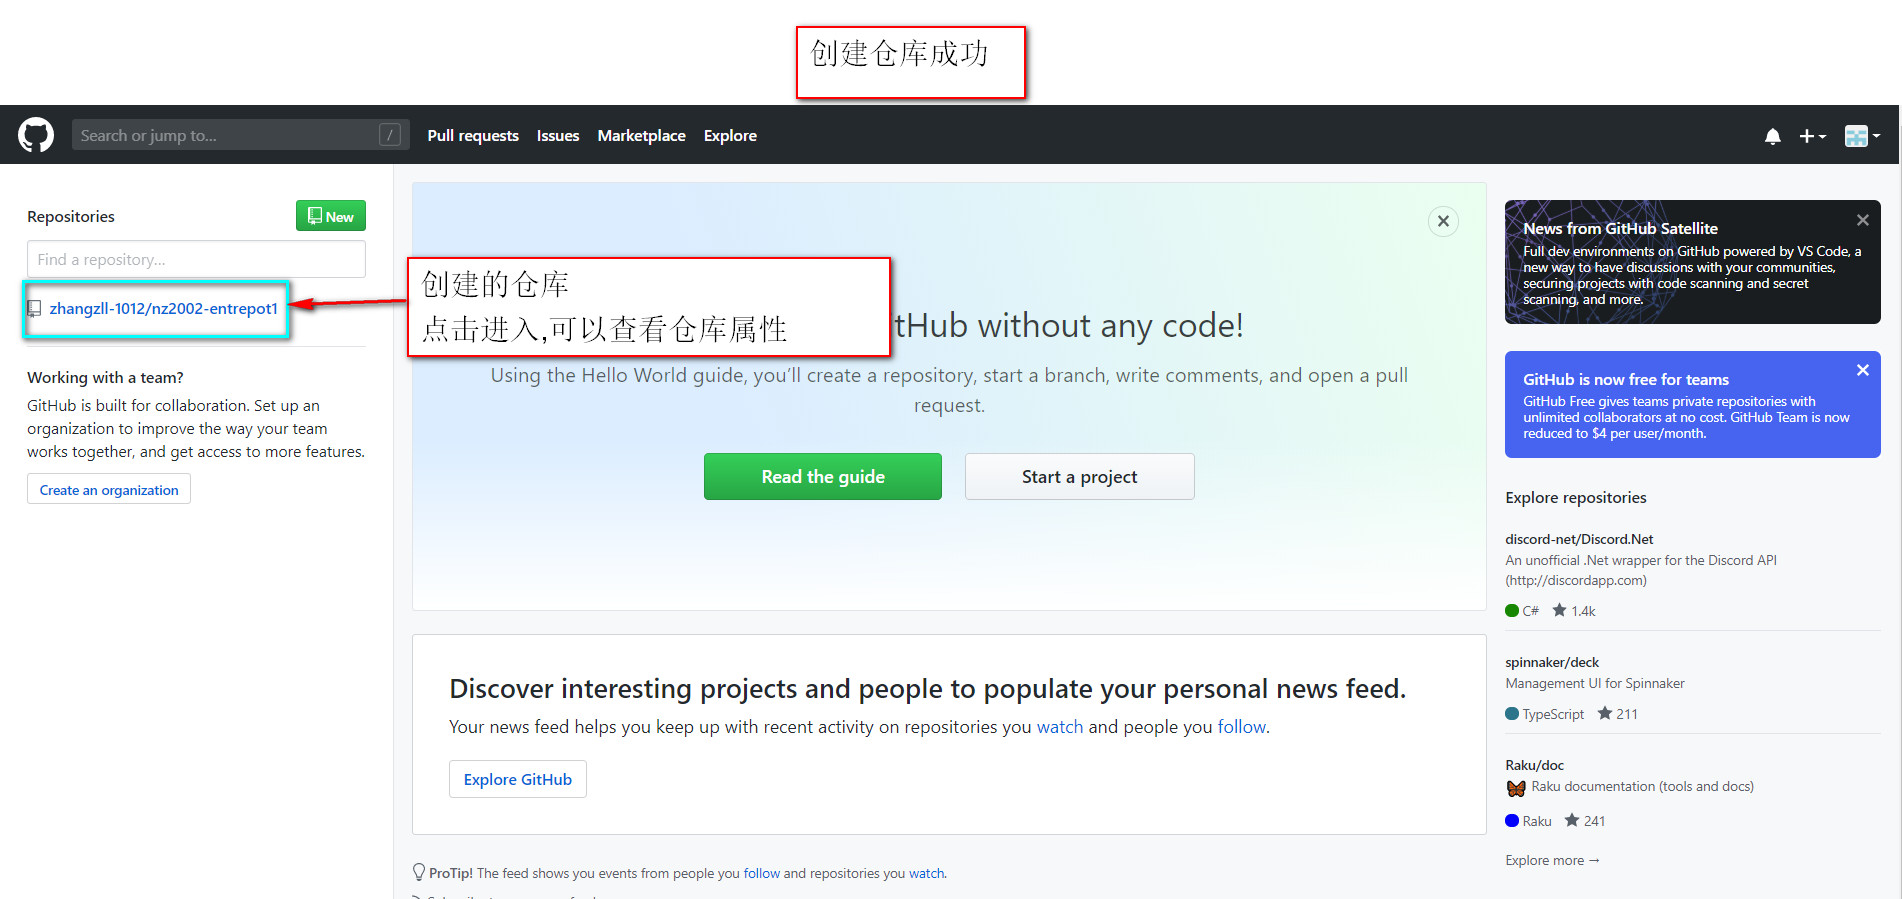 创建仓库成功
Search or jump to...
/
Pull requests
Issues
Marketplace
Explore
Repositories
New
Find a repository...
zhangzll-1012/nz2002-entrepot1
Working with a team?
GitHub is built for collaboration. Set up an
organization to improve the way your team
works together, and get access to more features.
Create an organization
创建的仓库
点击进入,可以查看仓库属性
tHub without any code!
Using the Hello World guide, you’ll create a repository, start a branch, write comments, and open a pull
request.
Read the guide
Start a project
Discover interesting projects and people to populate your personal news feed.
Your news feed helps you keep up with recent activity on repositories you watch and people you follow.
Explore GitHub
ProTip! The feed shows you events from people you follow and repositories you watch.
News from GitHub Satellite
Full dev environments on GitHub powered by VS Code, a
new way to have discussions with your communities,
securing projects with code scanning and secret
scanning, and more.
GitHub is now free for teams
GitHub Free gives teams private repositories with
unlimited collaborators at no cost. GitHub Team is now
reduced to $4 per user/month.
Explore repositories
discord-net/Discord.Net
An unofficial .Net wrapper for the Discord API
(http://discordapp.com)
C# 1.4k
spinnaker/deck
Management UI for Spinnaker
TypeScript 211
Raku/doc
Raku documentation (tools and docs)
Raku 241
Explore more →